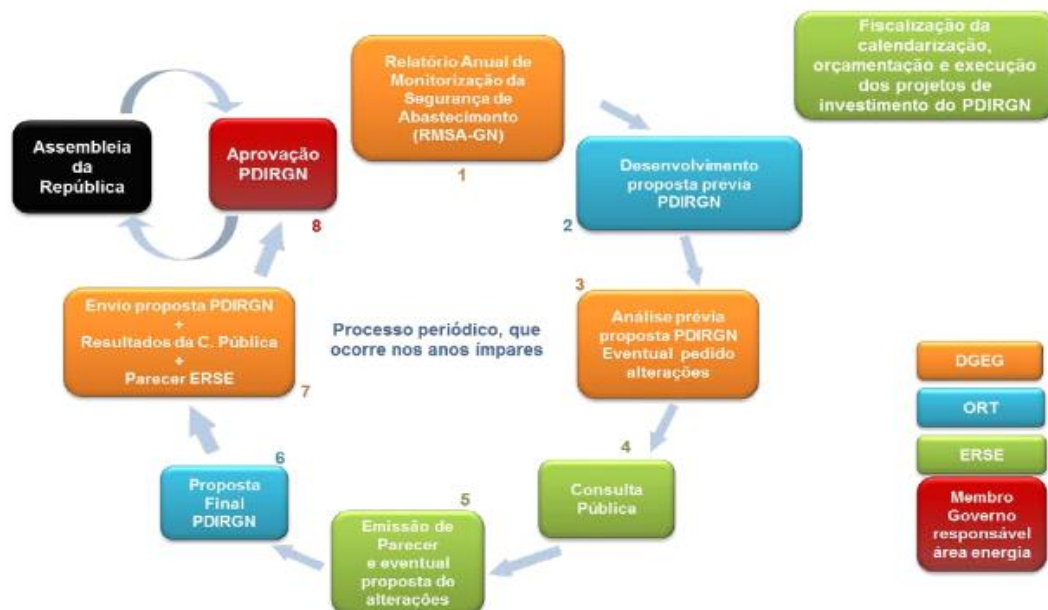 Relatório Anual de
Monitorização da
Segurança de
Abastecimento
(RMSA-GN)
1
Fiscalização da
calendarização,
orçamentação e execução
dos projetos de
investimento do PDIRGN
Desenvolvimento
proposta prévia
PDIRGN
2
3
Análise prévia
proposta PDIRGN
Eventual pedido
alterações
4
Consulta
Pública
5
Emissão de
Parecer
e eventual
proposta de
alterações
6
Proposta
Final
PDIRGN
Envio proposta PDIRGN
+
Resultados da C. Pública
+
Parecer ERSE
7
Aprovação
PDIRGN
8
Assembleia
da
República
Processo periódico, que
ocorre nos anos ímpares
DGEG
ORT
ERSE
Membro
Governo
responsável
área energia